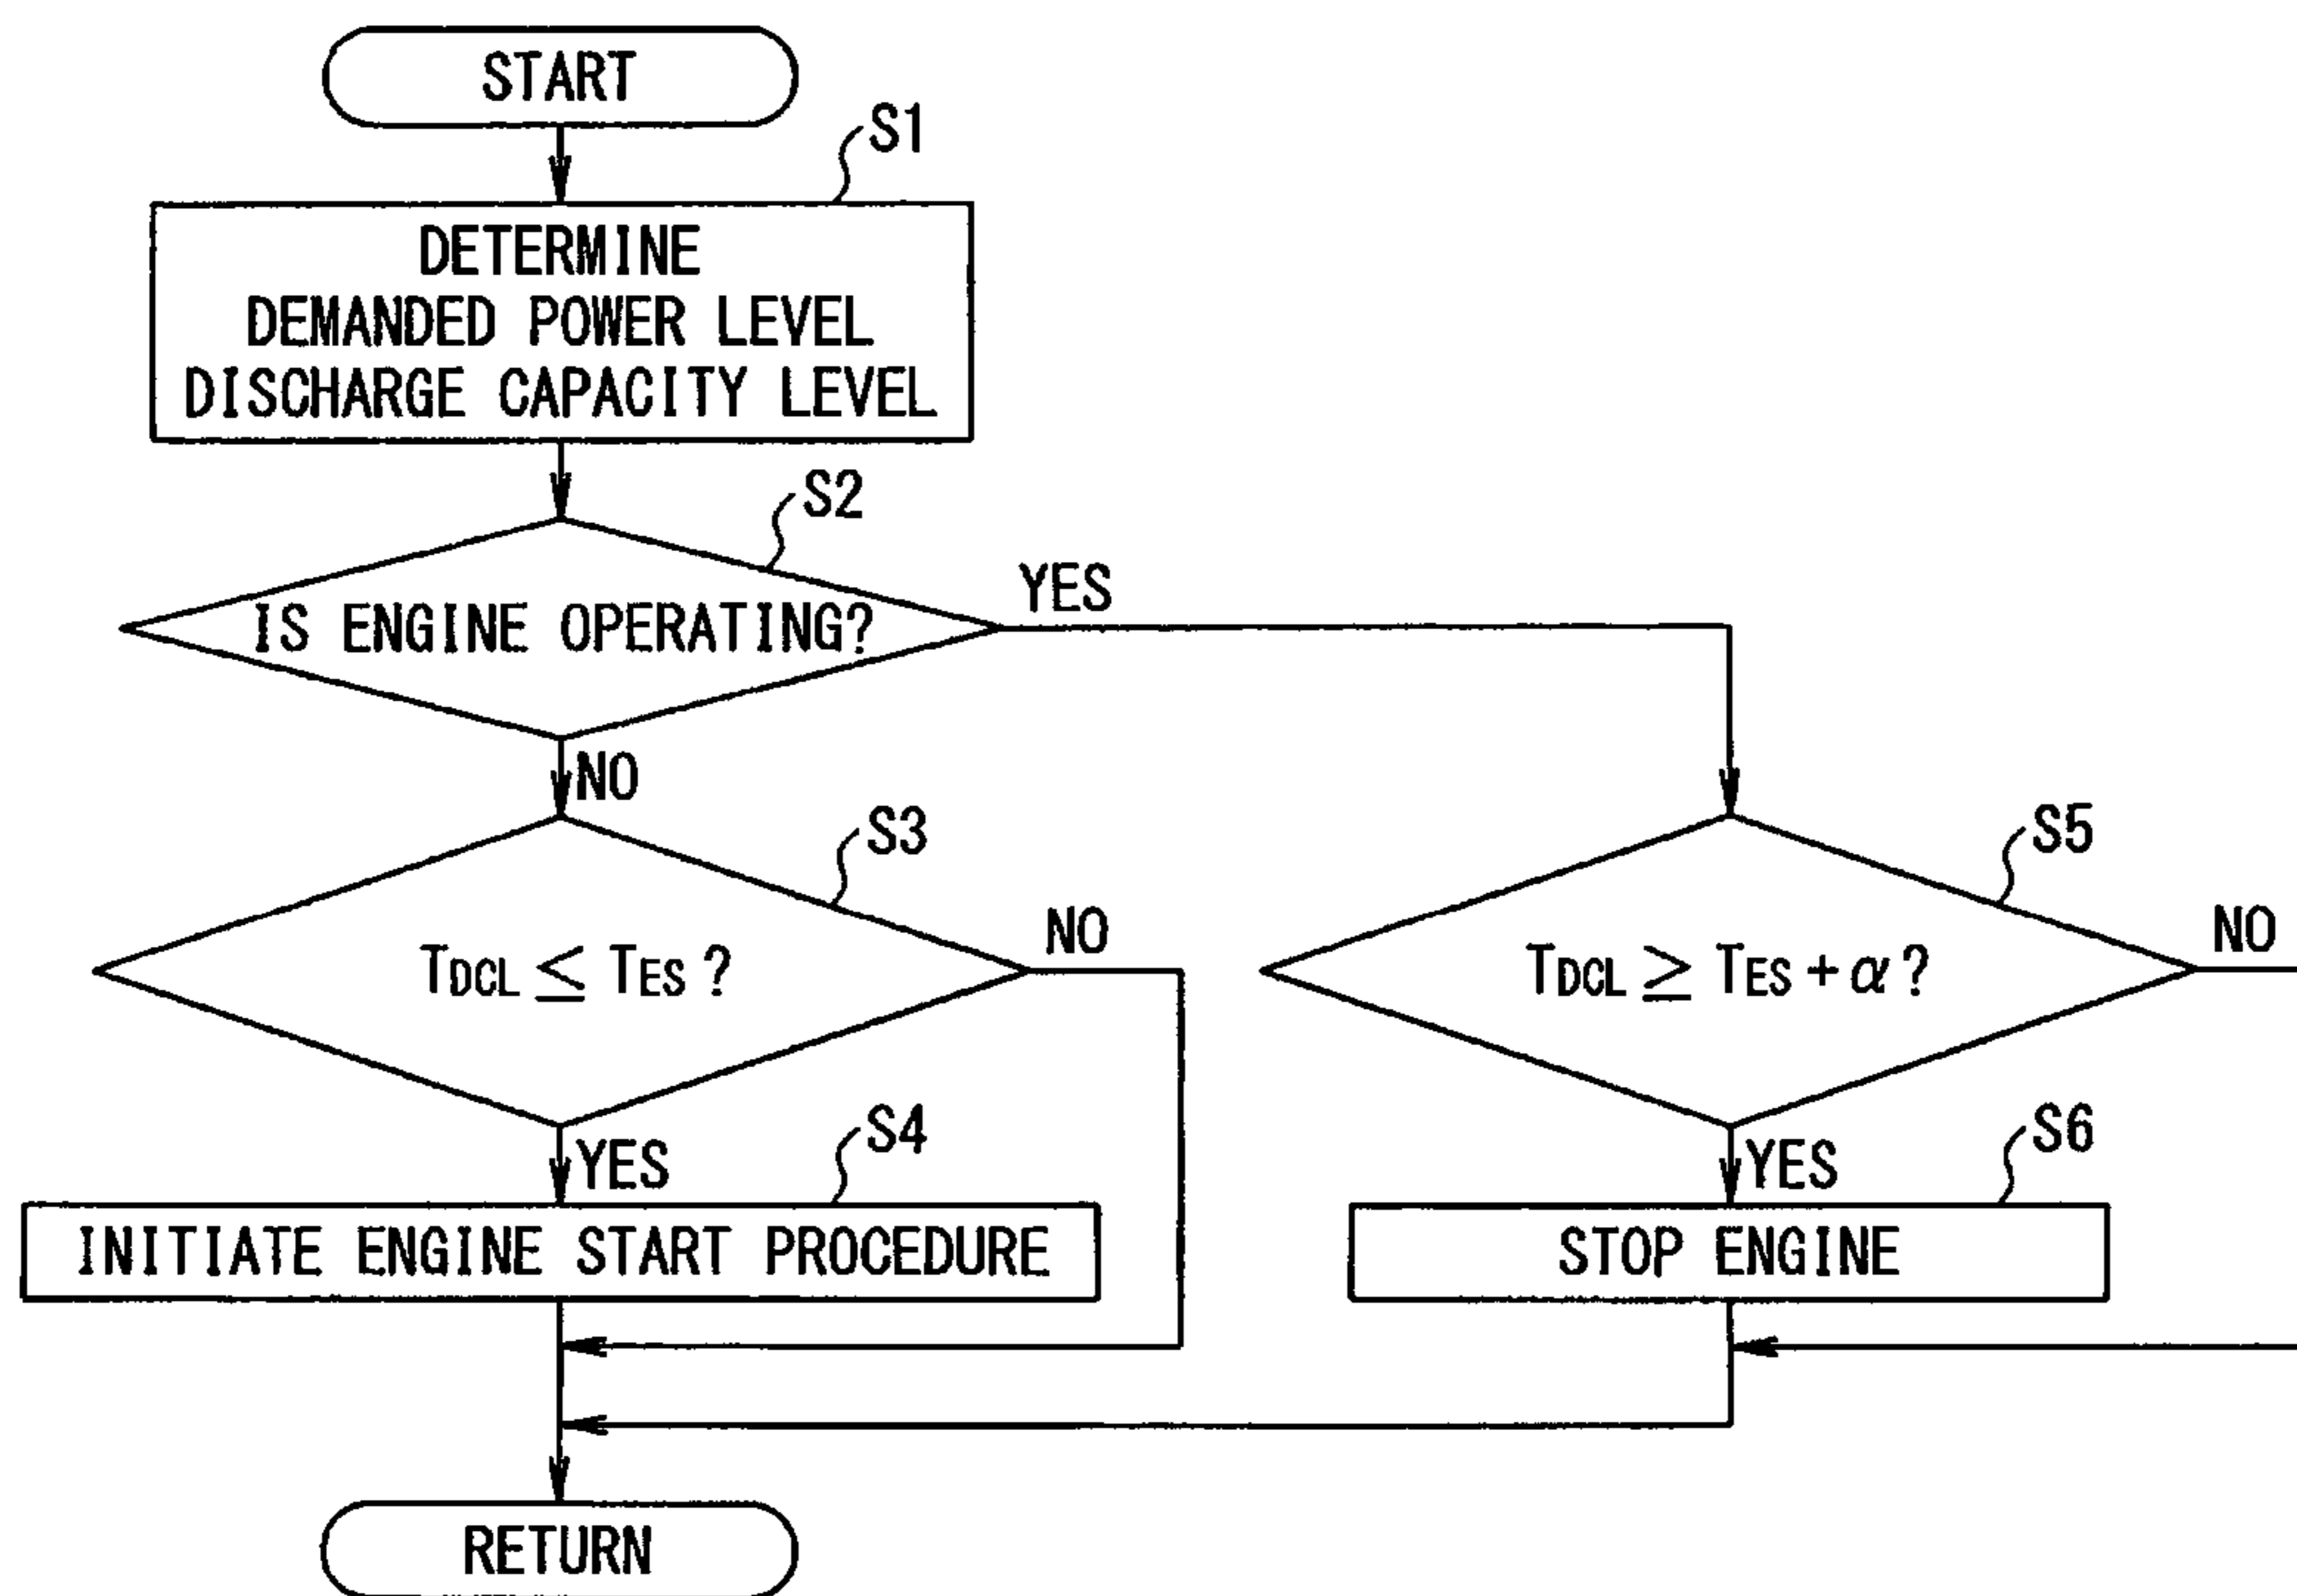 START
S1
DETERMINE
DEMANDED POWER LEVEL
DISCHARGE CAPACITY LEVEL
S2
IS ENGINE OPERATING?
YES
NO
S3
TDCL ≦ TES ?
NO
YES
S4
INITIATE ENGINE START PROCEDURE
S5
TDCL ≧ TES + α ?
NO
YES
S6
STOP ENGINE
RETURN